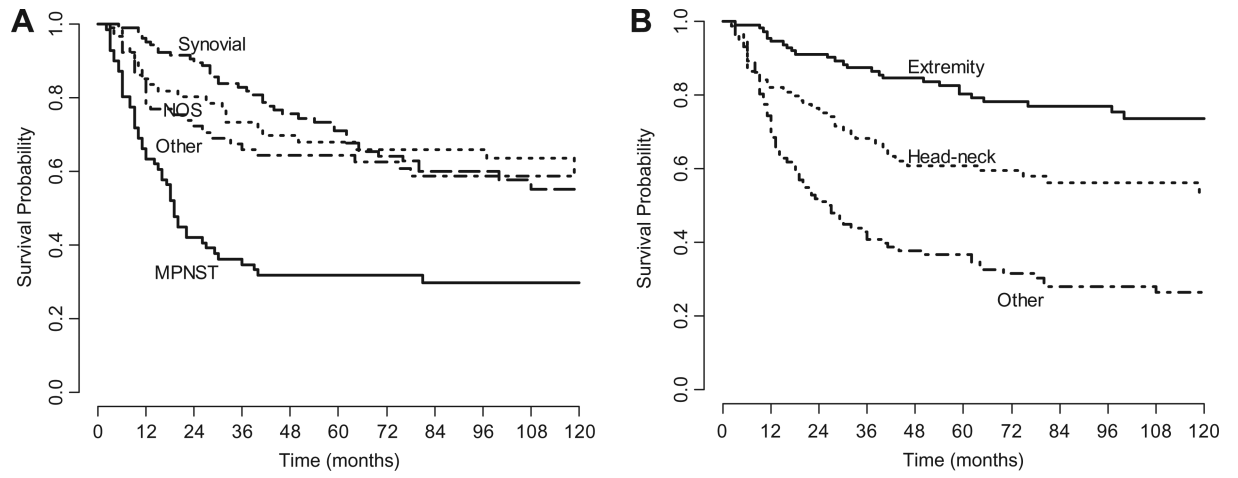 A
Survival Probability
1.0
0.8
0.6
0.4
0.2
0.0
Synovial
NOS
Other
MPNST
0 12 24 36 48 60 72 84 96 108 120
Time (months)
B
Survival Probability
1.0
0.8
0.6
0.4
0.2
0.0
Extremity
Head-neck
Other
0 12 24 36 48 60 72 84 96 108 120
Time (months)